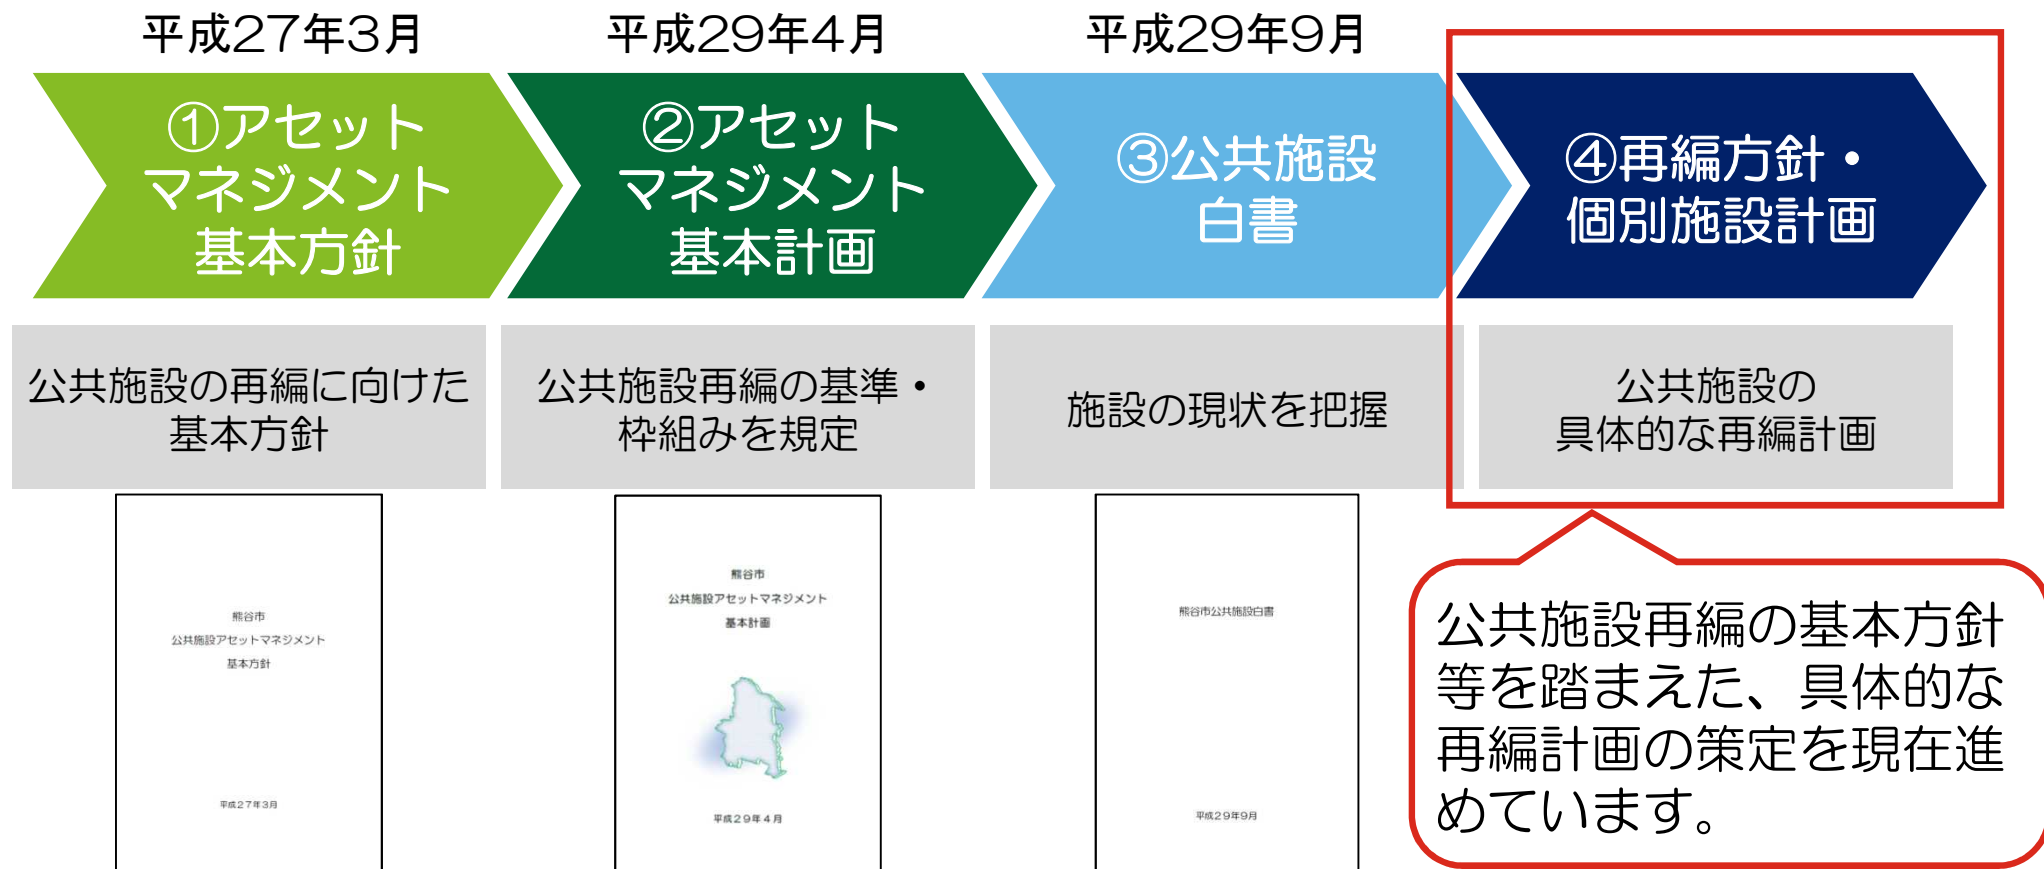 平成27年3月
平成29年4月
平成29年9月
①アセット
マネジメント
基本方針
②アセット
マネジメント
基本計画
③公共施設
白書
④再編方針・
個別施設計画
公共施設の再編に向けた
基本方針
公共施設再編の基準・
枠組みを規定
施設の現状を把握
公共施設の
具体的な再編計画
熊谷市
公共施設アセットマネジメント
基本方針
平成27年3月
熊谷市
公共施設アセットマネジメント
基本計画
平成29年4月
熊谷市公共施設白書
平成29年9月
公共施設再編の基本方針
等を踏まえた、具体的な
再編計画の策定を現在進
めています。